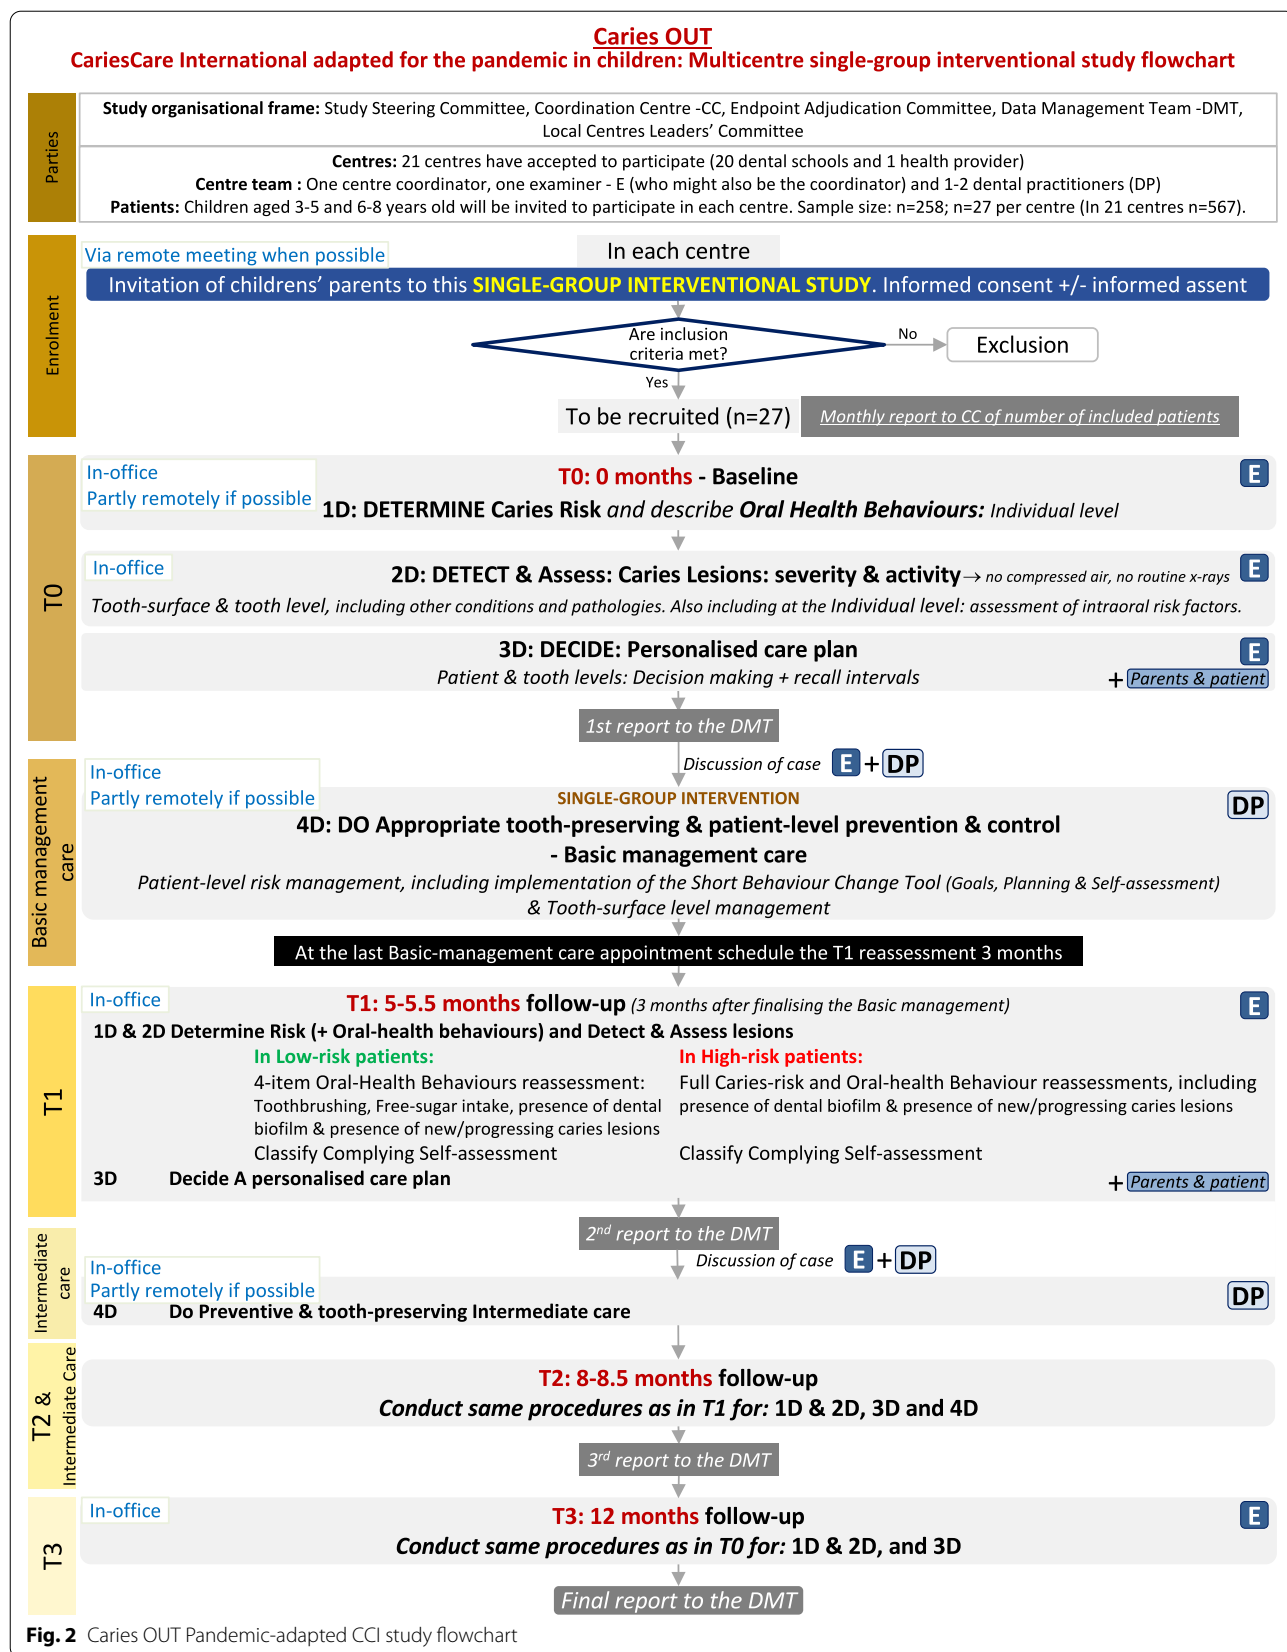 Caries OUT
CariesCare International adapted for the pandemic in children: Multicentre single-group interventional study flowchart
Parties
Study organisational frame: Study Steering Committee, Coordination Centre -CC, Endpoint Adjudication Committee, Data Management Team -DMT,
Local Centres Leaders' Committee
Centres: 21 centres have accepted to participate (20 dental schools and 1 health provider)
Centre team : One centre coordinator, one examiner - E (who might also be the coordinator) and 1-2 dental practitioners (DP)
Patients: Children aged 3-5 and 6-8 years old will be invited to participate in each centre. Sample size: n=258; n=27 per centre (In 21 centres n=567).
Enrolment
Via remote meeting when possible
In each centre
Invitation of childrens' parents to this SINGLE-GROUP INTERVENTIONAL STUDY. Informed consent +/- informed assent
Are inclusion
criteria met?
No
Exclusion
Yes
To be recruited (n=27)
Monthly report to CC of number of included patients
T0
In-office
Partly remotely if possible
T0: 0 months - Baseline
E
1D: DETERMINE Caries Risk and describe Oral Health Behaviours: Individual level
In-office
2D: DETECT & Assess: Caries Lesions: severity & activity → no compressed air, no routine x-rays
E
Tooth-surface & tooth level, including other conditions and pathologies. Also including at the Individual level: assessment of intraoral risk factors.
3D: DECIDE: Personalised care plan
E
Patient & tooth levels: Decision making + recall intervals
+ Parents & patient
1st report to the DMT
Discussion of case E + DP
Basic management
care
In-office
Partly remotely if possible
SINGLE-GROUP INTERVENTION
DP
4D: DO Appropriate tooth-preserving & patient-level prevention & control
- Basic management care
Patient-level risk management, including implementation of the Short Behaviour Change Tool (Goals, Planning & Self-assessment)
& Tooth-surface level management
At the last Basic-management care appointment schedule the T1 reassessment 3 months
T1
In-office
T1: 5-5.5 months follow-up (3 months after finalising the Basic management)
E
1D & 2D Determine Risk (+ Oral-health behaviours) and Detect & Assess lesions
In Low-risk patients:
4-item Oral-Health Behaviours reassessment:
Toothbrushing, Free-sugar intake, presence of dental
biofilm & presence of new/progressing caries lesions
Classify Complying Self-assessment
In High-risk patients:
Full Caries-risk and Oral-health Behaviour reassessments, including
presence of dental biofilm & presence of new/progressing caries lesions
Classify Complying Self-assessment
3D Decide A personalised care plan
+ Parents & patient
2nd report to the DMT
Discussion of case E + DP
Intermediate
care
In-office
Partly remotely if possible
DP
4D Do Preventive & tooth-preserving Intermediate care
T2 &
Intermediate Care
T2: 8-8.5 months follow-up
Conduct same procedures as in T1 for: 1D & 2D, 3D and 4D
3rd report to the DMT
T3
In-office
T3: 12 months follow-up
E
Conduct same procedures as in T0 for: 1D & 2D, and 3D
Final report to the DMT
Fig. 2 Caries OUT Pandemic-adapted CCI study flowchart